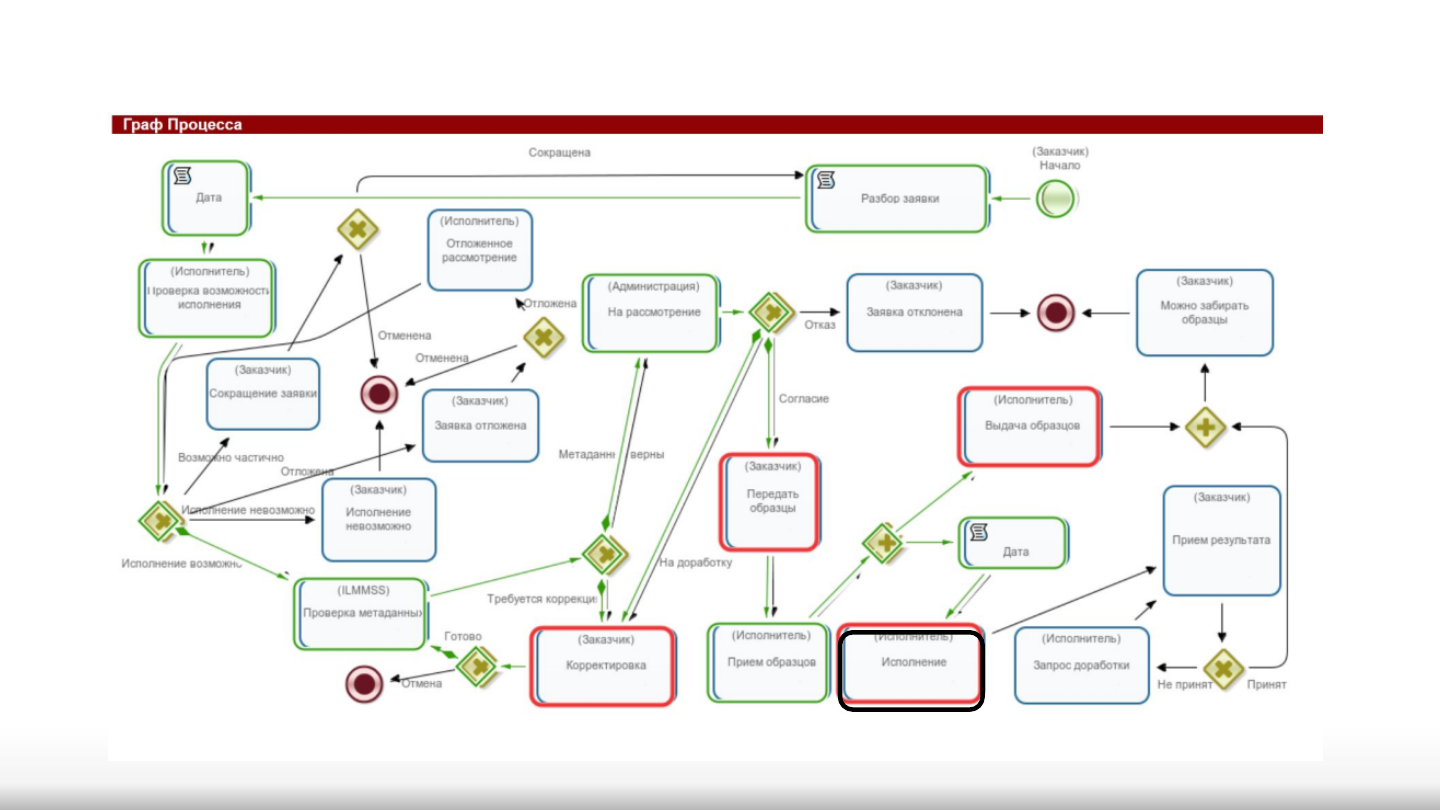 Граф Процесса
Сокращена
(Заказчик)
Начало
Дата
Разбор заявки
(Исполнитель)
Отложенное
рассмотрение
(Исполнитель)
Проверка возможность
исполнения
(Администрация)
На рассмотрение
Отложена
Отказ
(Заказчик)
Заявка отклонена
(Заказчик)
Можно забирать
образцы
Отменена
Отменена
(Заказчик)
Сокращение заявки
(Заказчик)
Заявка отложена
Согласие
(Исполнитель)
Выдача образцов
Возможно частично
Отложена
Метаданн верны
(Заказчик)
Передать
образцы
Исполнение невозможно
(Заказчик)
Исполнение
невозможно
(Заказчик)
Прием результата
Дата
Исполнение возможно
На доработку
(ILMMSS)
Проверка метаданных
Требуется коррекци
Готово
Отмена
(Заказчик)
Корректировка
(Исполнитель)
Прием образцов
(Исполнитель)
Исполнение
(Исполнитель)
Запрос доработки
Не принят
Принят